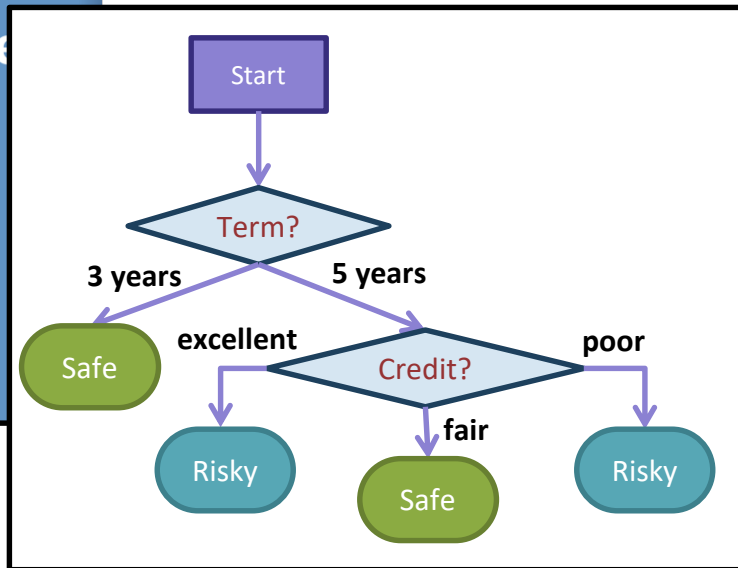 Start
Term?
3 years
5 years
Safe
excellent
Credit?
poor
Risky
fair
Safe
Risky